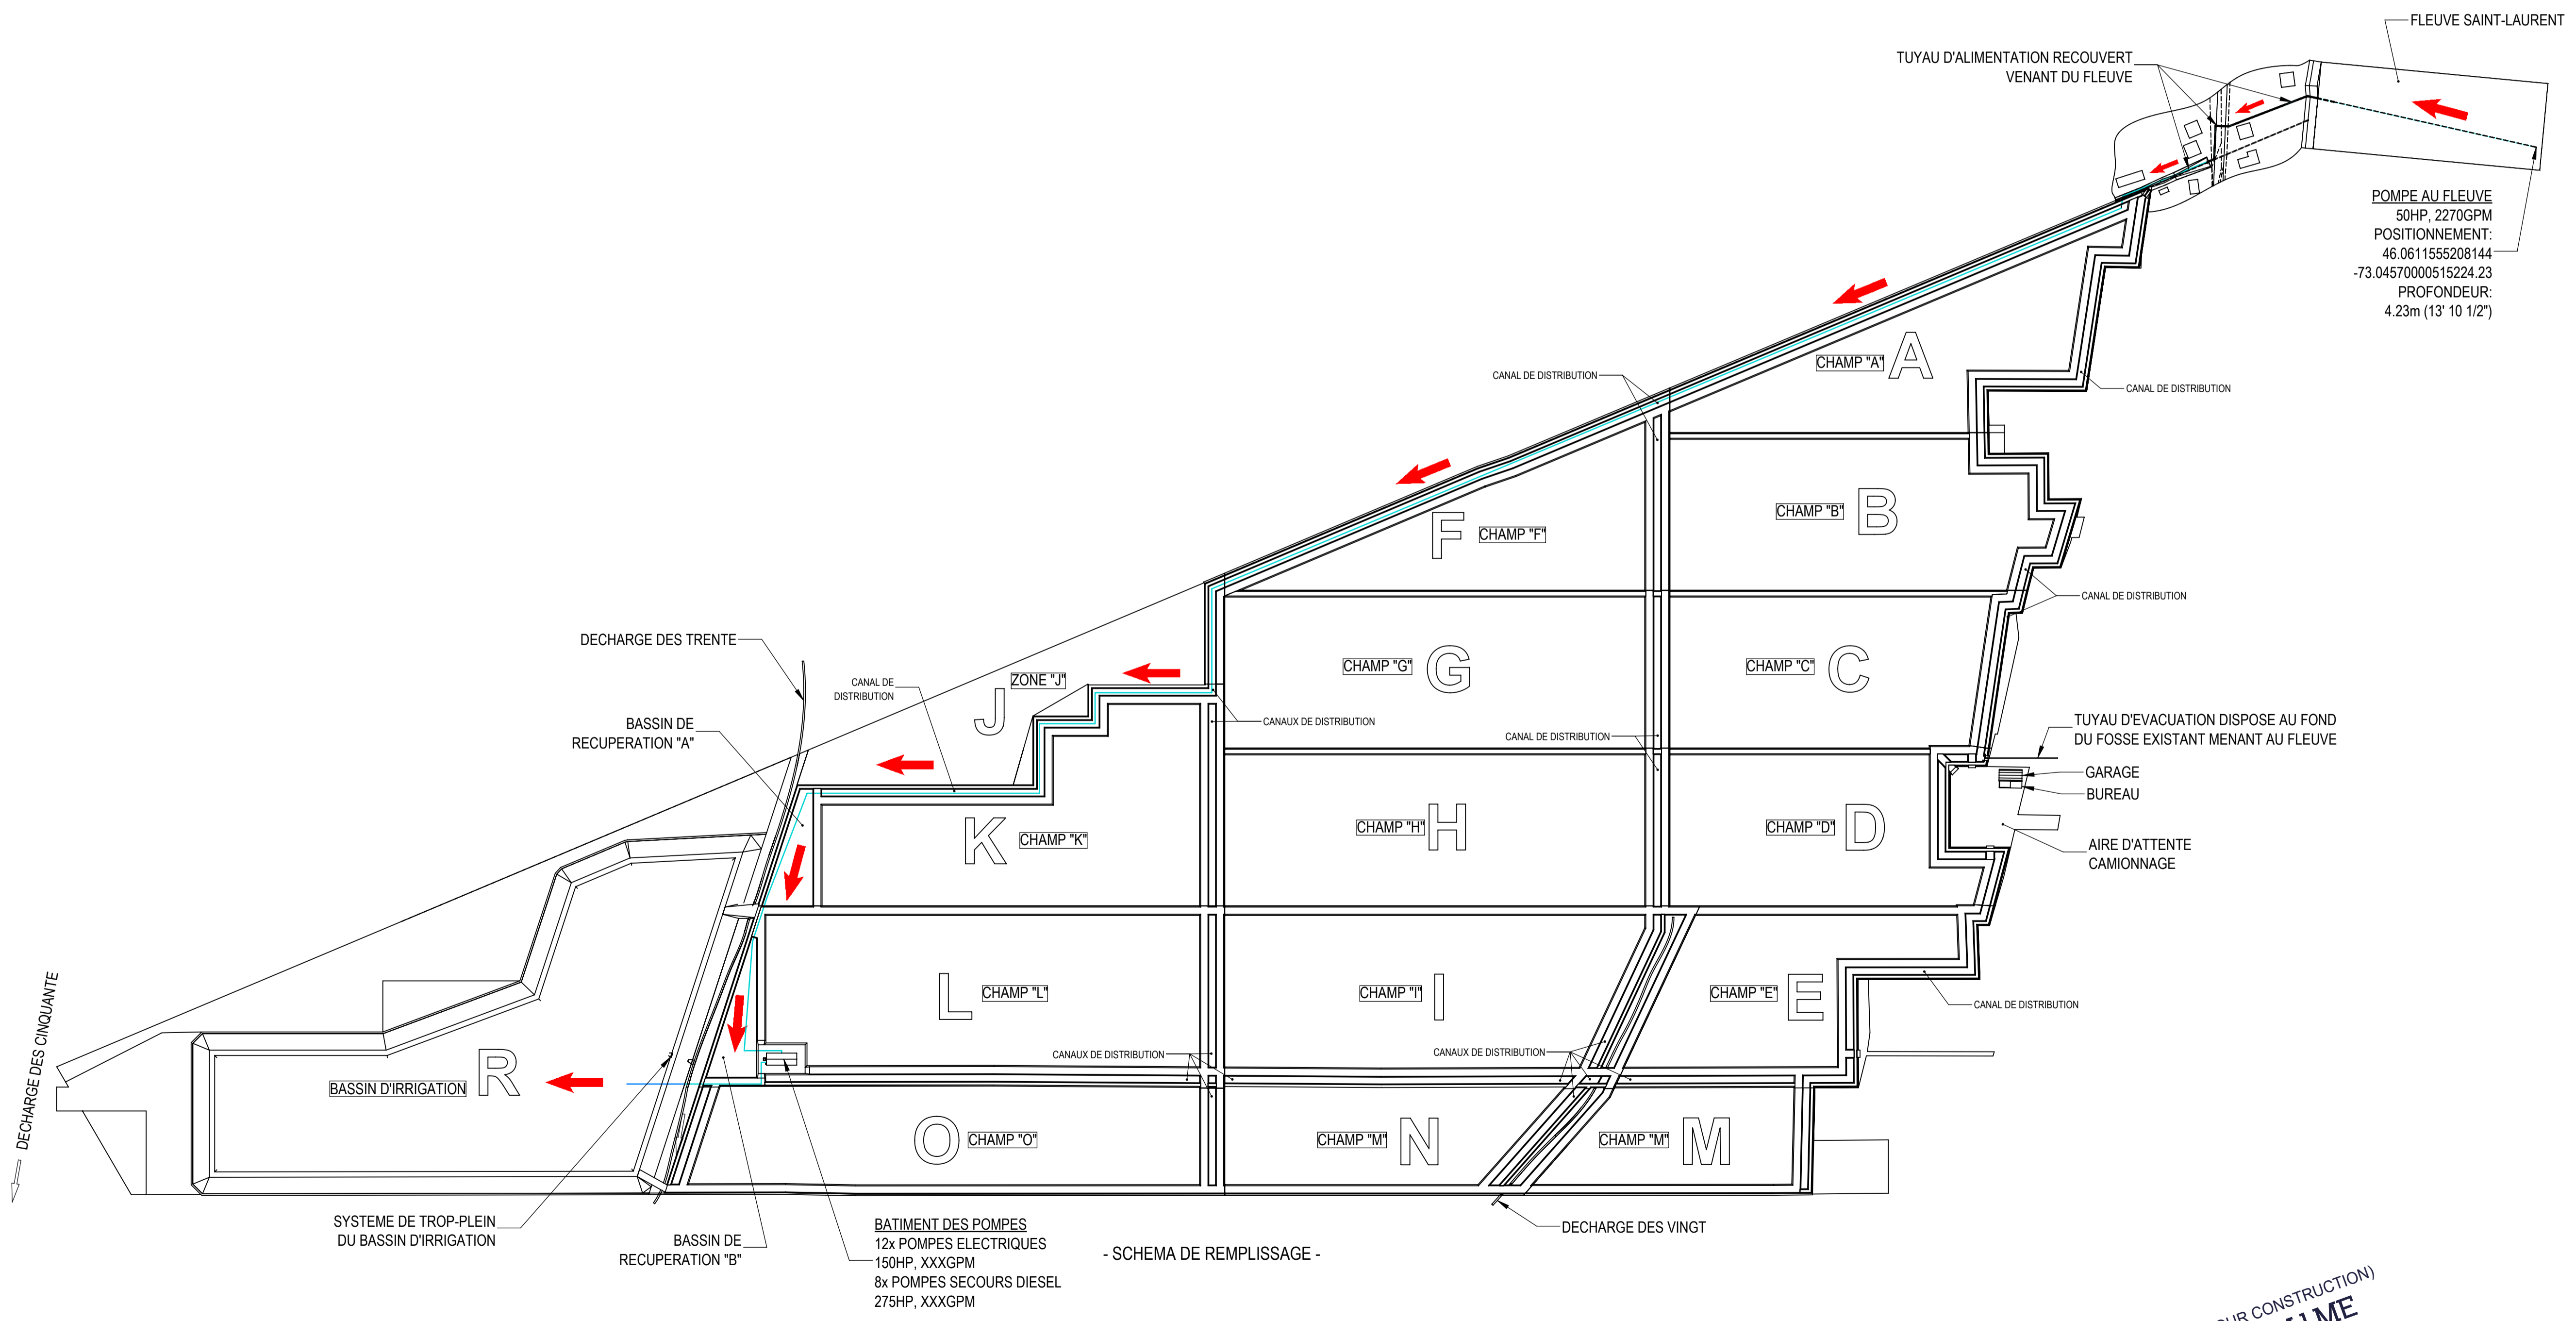 FLEUVE SAINT-LAURENT
TUYAU D'ALIMENTATION RECOUVERT
VENANT DU FLEUVE
POMPE AU FLEUVE
50HP, 2270GPM
POSITIONNEMENT:
46.0611555208144
-73.04570000515224.23
PROFONDEUR:
4.23m (13' 10 1/2")
CHAMP "A"
A
CANAL DE DISTRIBUTION
CANAL DE DISTRIBUTION
F
CHAMP "F"
CHAMP "B"
B
CANAL DE DISTRIBUTION
DECHARGE DES TRENTE
CANAL DE
DISTRIBUTION
ZONE "J"
J
CHAMP "G"
G
CHAMP "C"
C
BASSIN DE
RECUPERATION "A"
CANAUX DE DISTRIBUTION
CANAL DE DISTRIBUTION
TUYAU D'EVACUATION DISPOSE AU FOND
DU FOSSE EXISTANT MENANT AU FLEUVE
GARAGE
BUREAU
K
CHAMP "K"
CHAMP "H"
H
CHAMP "D"
D
AIRE D'ATTENTE
CAMIONNAGE
L
CHAMP "L"
CHAMP "I"
I
CHAMP "E"
E
CANAL DE DISTRIBUTION
DECHARGE DES CINQUANTE
CANAUX DE DISTRIBUTION
CANAUX DE DISTRIBUTION
BASSIN D'IRRIGATION
R
O
CHAMP "O"
CHAMP "M"
N
CHAMP "M"
M
SYSTEME DE TROP-PLEIN
DU BASSIN D'IRRIGATION
BASSIN DE
RECUPERATION "B"
BATIMENT DES POMPES
12x POMPES ELECTRIQUES
150HP, XXXGPM
8x POMPES SECOURS DIESEL
275HP, XXXGPM
- SCHEMA DE REMPLISSAGE -
DECHARGE DES VINGT
CONSTRUCTION)